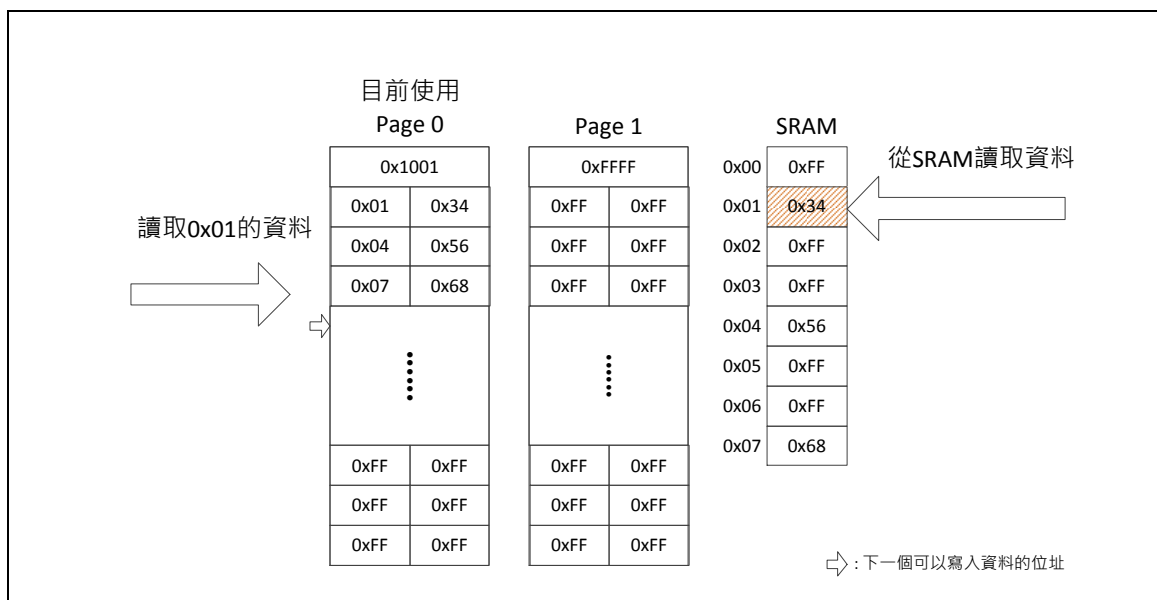 目前使用
Page 0
Page 1
SRAM
0x1001
0xFFFF
0x00 0xFF
從SRAM讀取資料
讀取0x01的資料
0x01 0x34
0xFF 0xFF
0x01 0x34
0x04 0x56
0xFF 0xFF
0x02 0xFF
0x07 0x68
0xFF 0xFF
0x03 0xFF
0x04 0x56
0x05 0xFF
0x06 0xFF
0x07 0x68
0xFF 0xFF
0xFF 0xFF
0xFF 0xFF
0xFF 0xFF
0xFF 0xFF
0xFF 0xFF
: 下一個可以寫入資料的位址